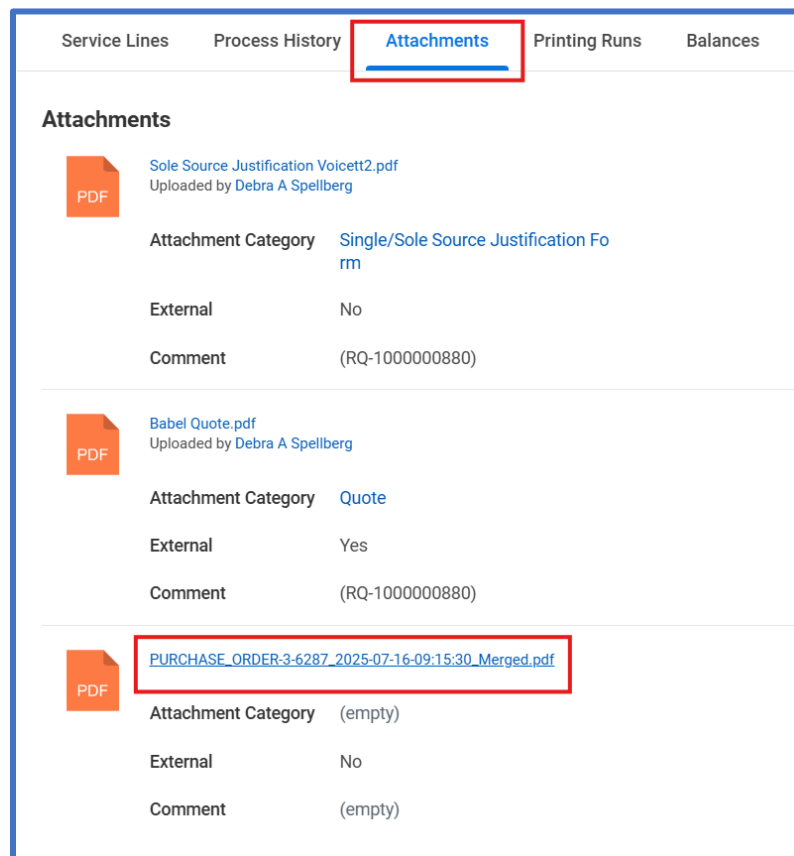 Service Lines Process History Attachments Printing Runs Balances
Attachments
PDF
Sole Source Justification Voicett2.pdf
Uploaded by Debra A Spellberg
Attachment Category Single/Sole Source Justification Fo
rm
External No
Comment (RQ-1000000880)
PDF
Babel Quote.pdf
Uploaded by Debra A Spellberg
Attachment Category Quote
External Yes
Comment (RQ-1000000880)
PDF
PURCHASE_ORDER-3-6287_2025-07-16-09:15:30_Merged.pdf
Attachment Category (empty)
External No
Comment (empty)